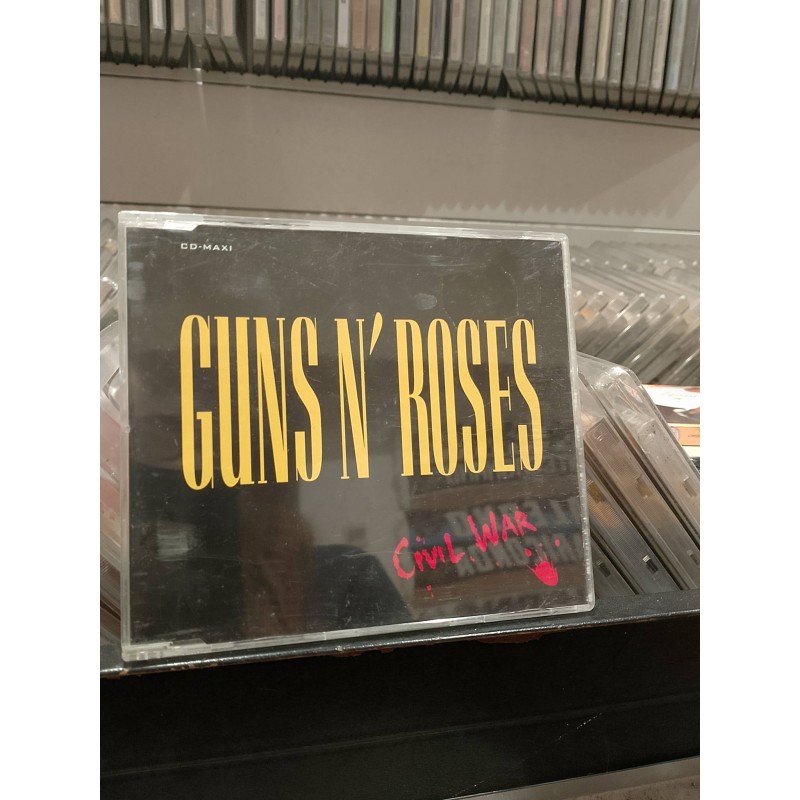 CD-MAXI
GUNS N' ROSES
CIVIL WAR